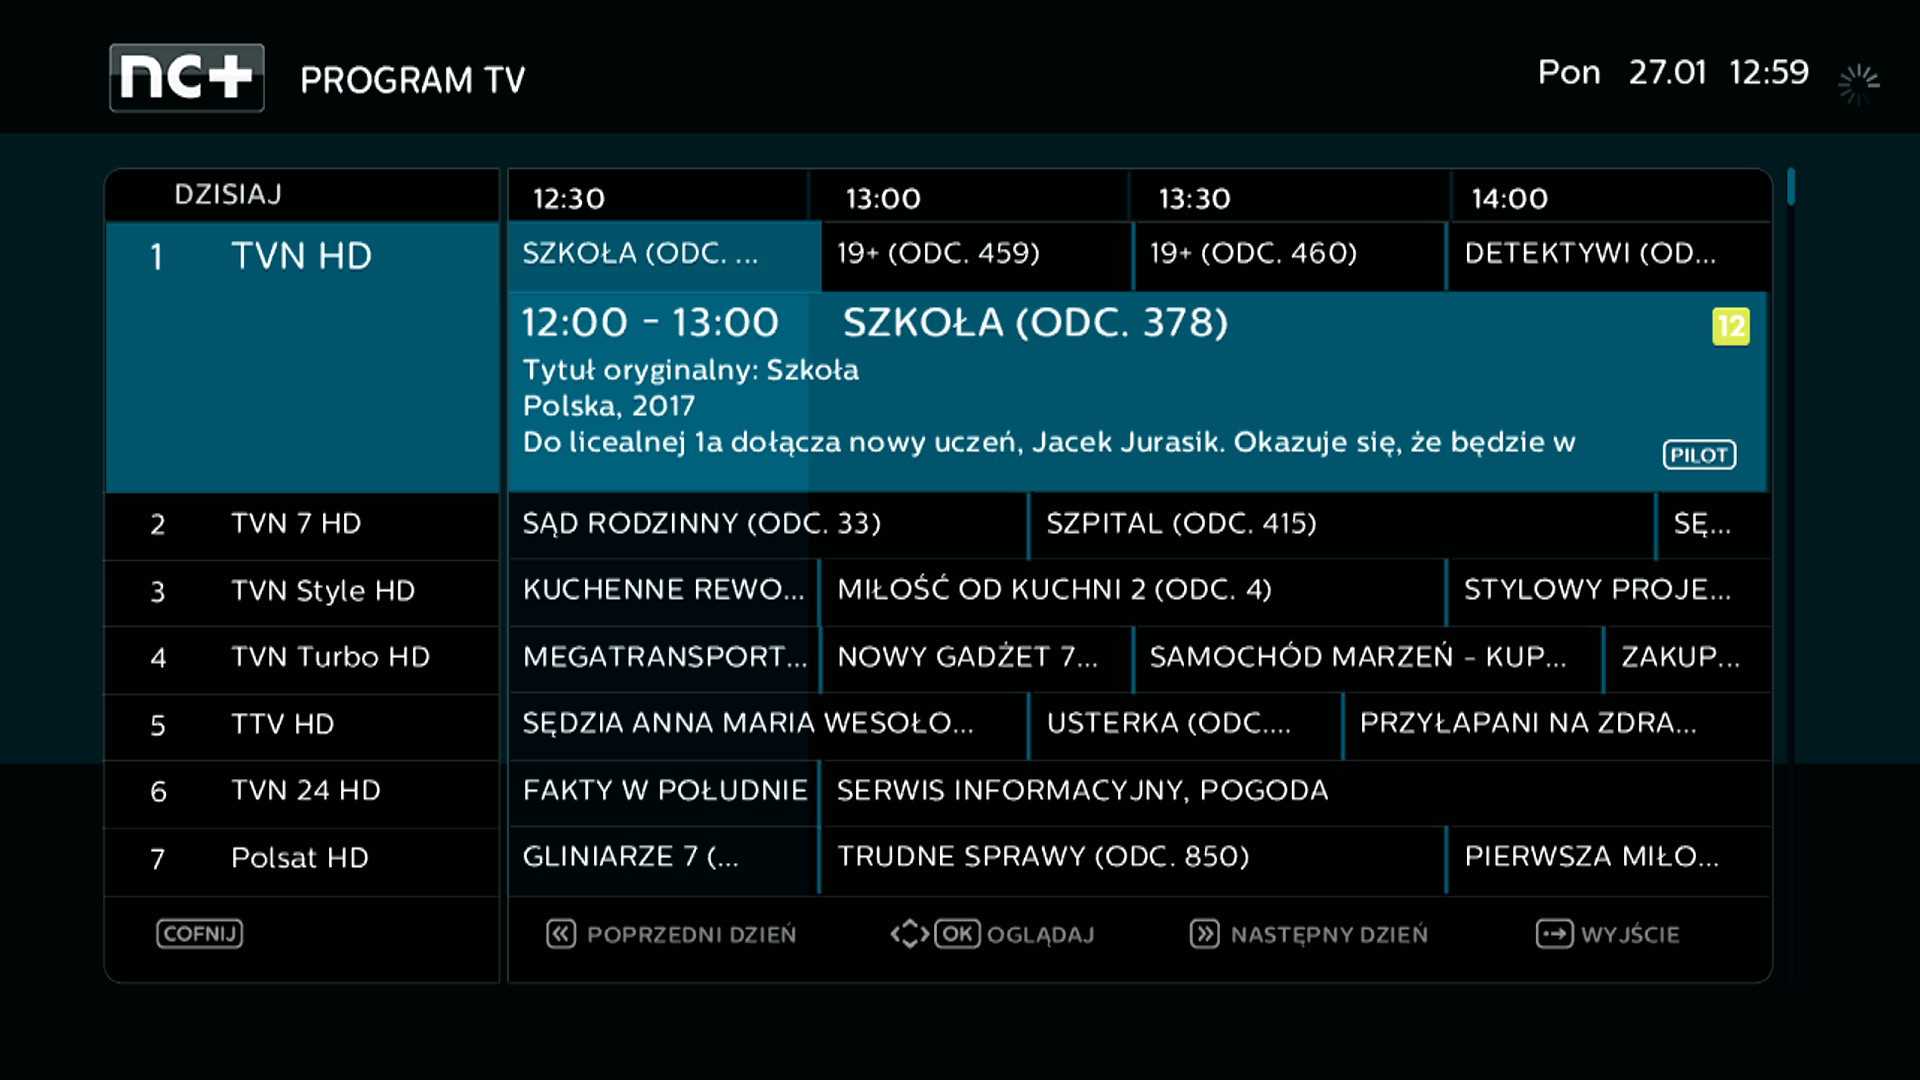 nc+ PROGRAM TV
Pon 27.01 12:59
DZISIAJ 12:30 13:00 13:30 14:00
1 TVN HD SZKOŁA (ODC. ... 19+ (ODC. 459) 19+ (ODC. 460) DETEKTYWI (OD...
12:00 - 13:00 SZKOŁA (ODC. 378) 12
Tytuł oryginalny: Szkoła
Polska, 2017
Do licealnej 1a dołącza nowy uczeń, Jacek Jurasik. Okazuje się, że będzie w
PILOT
2 TVN 7 HD SĄD RODZINNY (ODC. 33) SZPITAL (ODC. 415) SĘ...
3 TVN Style HD KUCHENNE REWO... MIŁOŚĆ OD KUCHNI 2 (ODC. 4) STYLOWY PROJE...
4 TVN Turbo HD MEGATRANSPORT... NOWY GADŻET 7... SAMOCHÓD MARZEŃ - KUP... ZAKUP...
5 TTV HD SĘDZIA ANNA MARIA WESOŁO... USTERKA (ODC.... PRZYŁAPANI NA ZDRA...
6 TVN 24 HD FAKTY W POŁUDNIE SERWIS INFORMACYJNY, POGODA
7 Polsat HD GLINIARZE 7 (... TRUDNE SPRAWY (ODC. 850) PIERWSZA MIŁO...
COFNIJ POPRZEDNI DZIEŃ OK OGLĄDAJ NASTĘPNY DZIEŃ WYJŚCIE